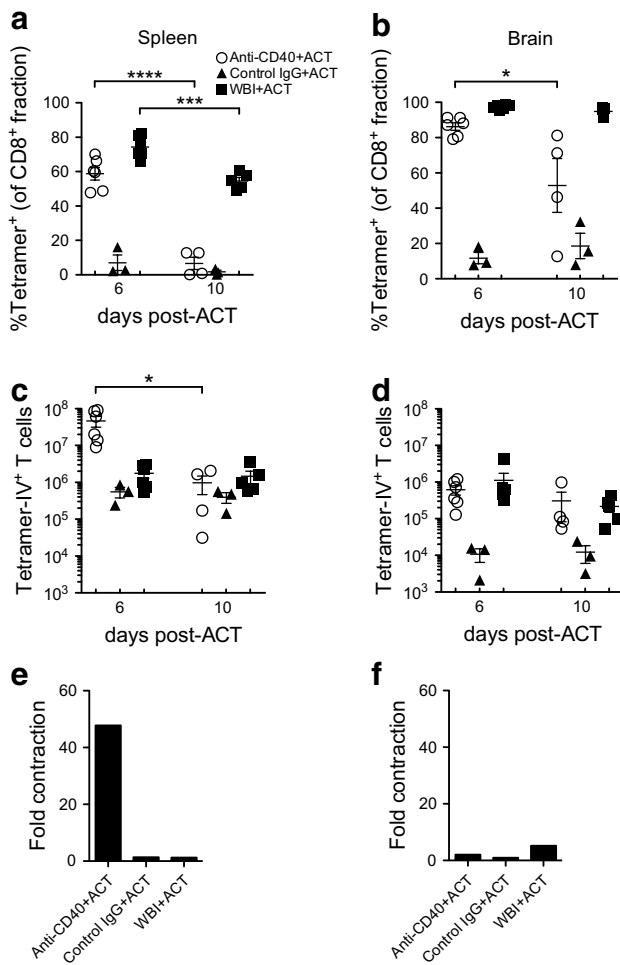 a
Spleen
Anti-CD40+ACT
Control IgG+ACT
WBI+ACT
****
***
%Tetramer+ (of CD8+ fraction)
100
80
60
40
20
0
6
10
days post-ACT
b
Brain
*
%Tetramer+ (of CD8+ fraction)
100
80
60
40
20
0
6
10
days post-ACT
c
*
Tetramer-IV+ T cells
10^8
10^7
10^6
10^5
10^4
10^3
6
10
days post-ACT
d
Tetramer-IV+ T cells
10^8
10^7
10^6
10^5
10^4
10^3
6
10
days post-ACT
e
Fold contraction
60
40
20
0
Anti-CD40+ACT
Control IgG+ACT
WBI+ACT
f
Fold contraction
60
40
20
0
Anti-CD40+ACT
Control IgG+ACT
WBI+ACT